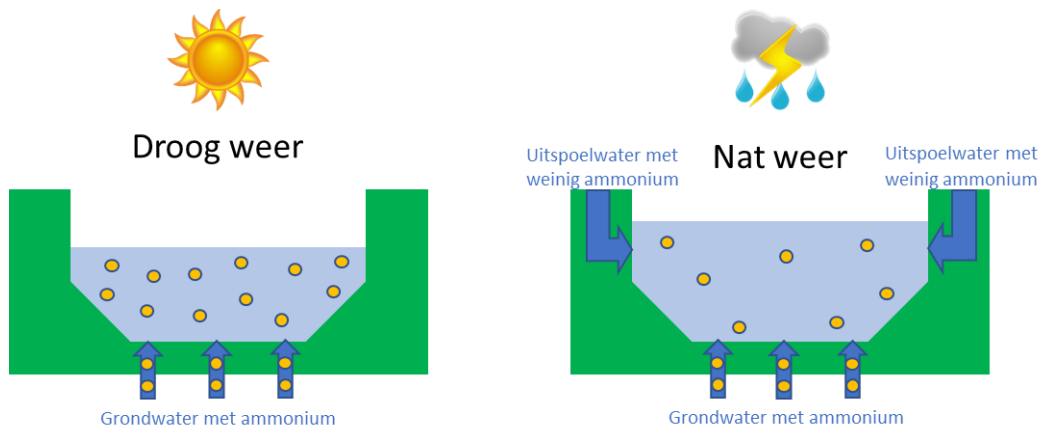 Droog weer
Grondwater met ammonium
Nat weer
Uitspoelwater met
weinig ammonium
Uitspoelwater met
weinig ammonium
Grondwater met ammonium